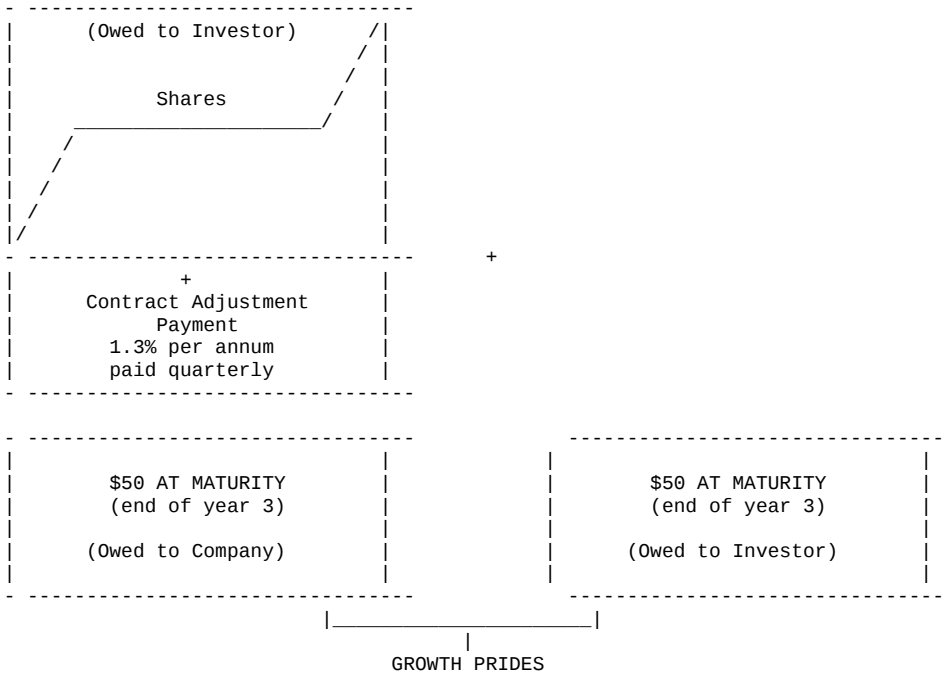 (Owed to Investor)
Shares
+
+
Contract Adjustment
Payment
1.3% per annum
paid quarterly
$50 AT MATURITY $50 AT MATURITY
(end of year 3) (end of year 3)
(Owed to Company) (Owed to Investor)
GROWTH PRIDES